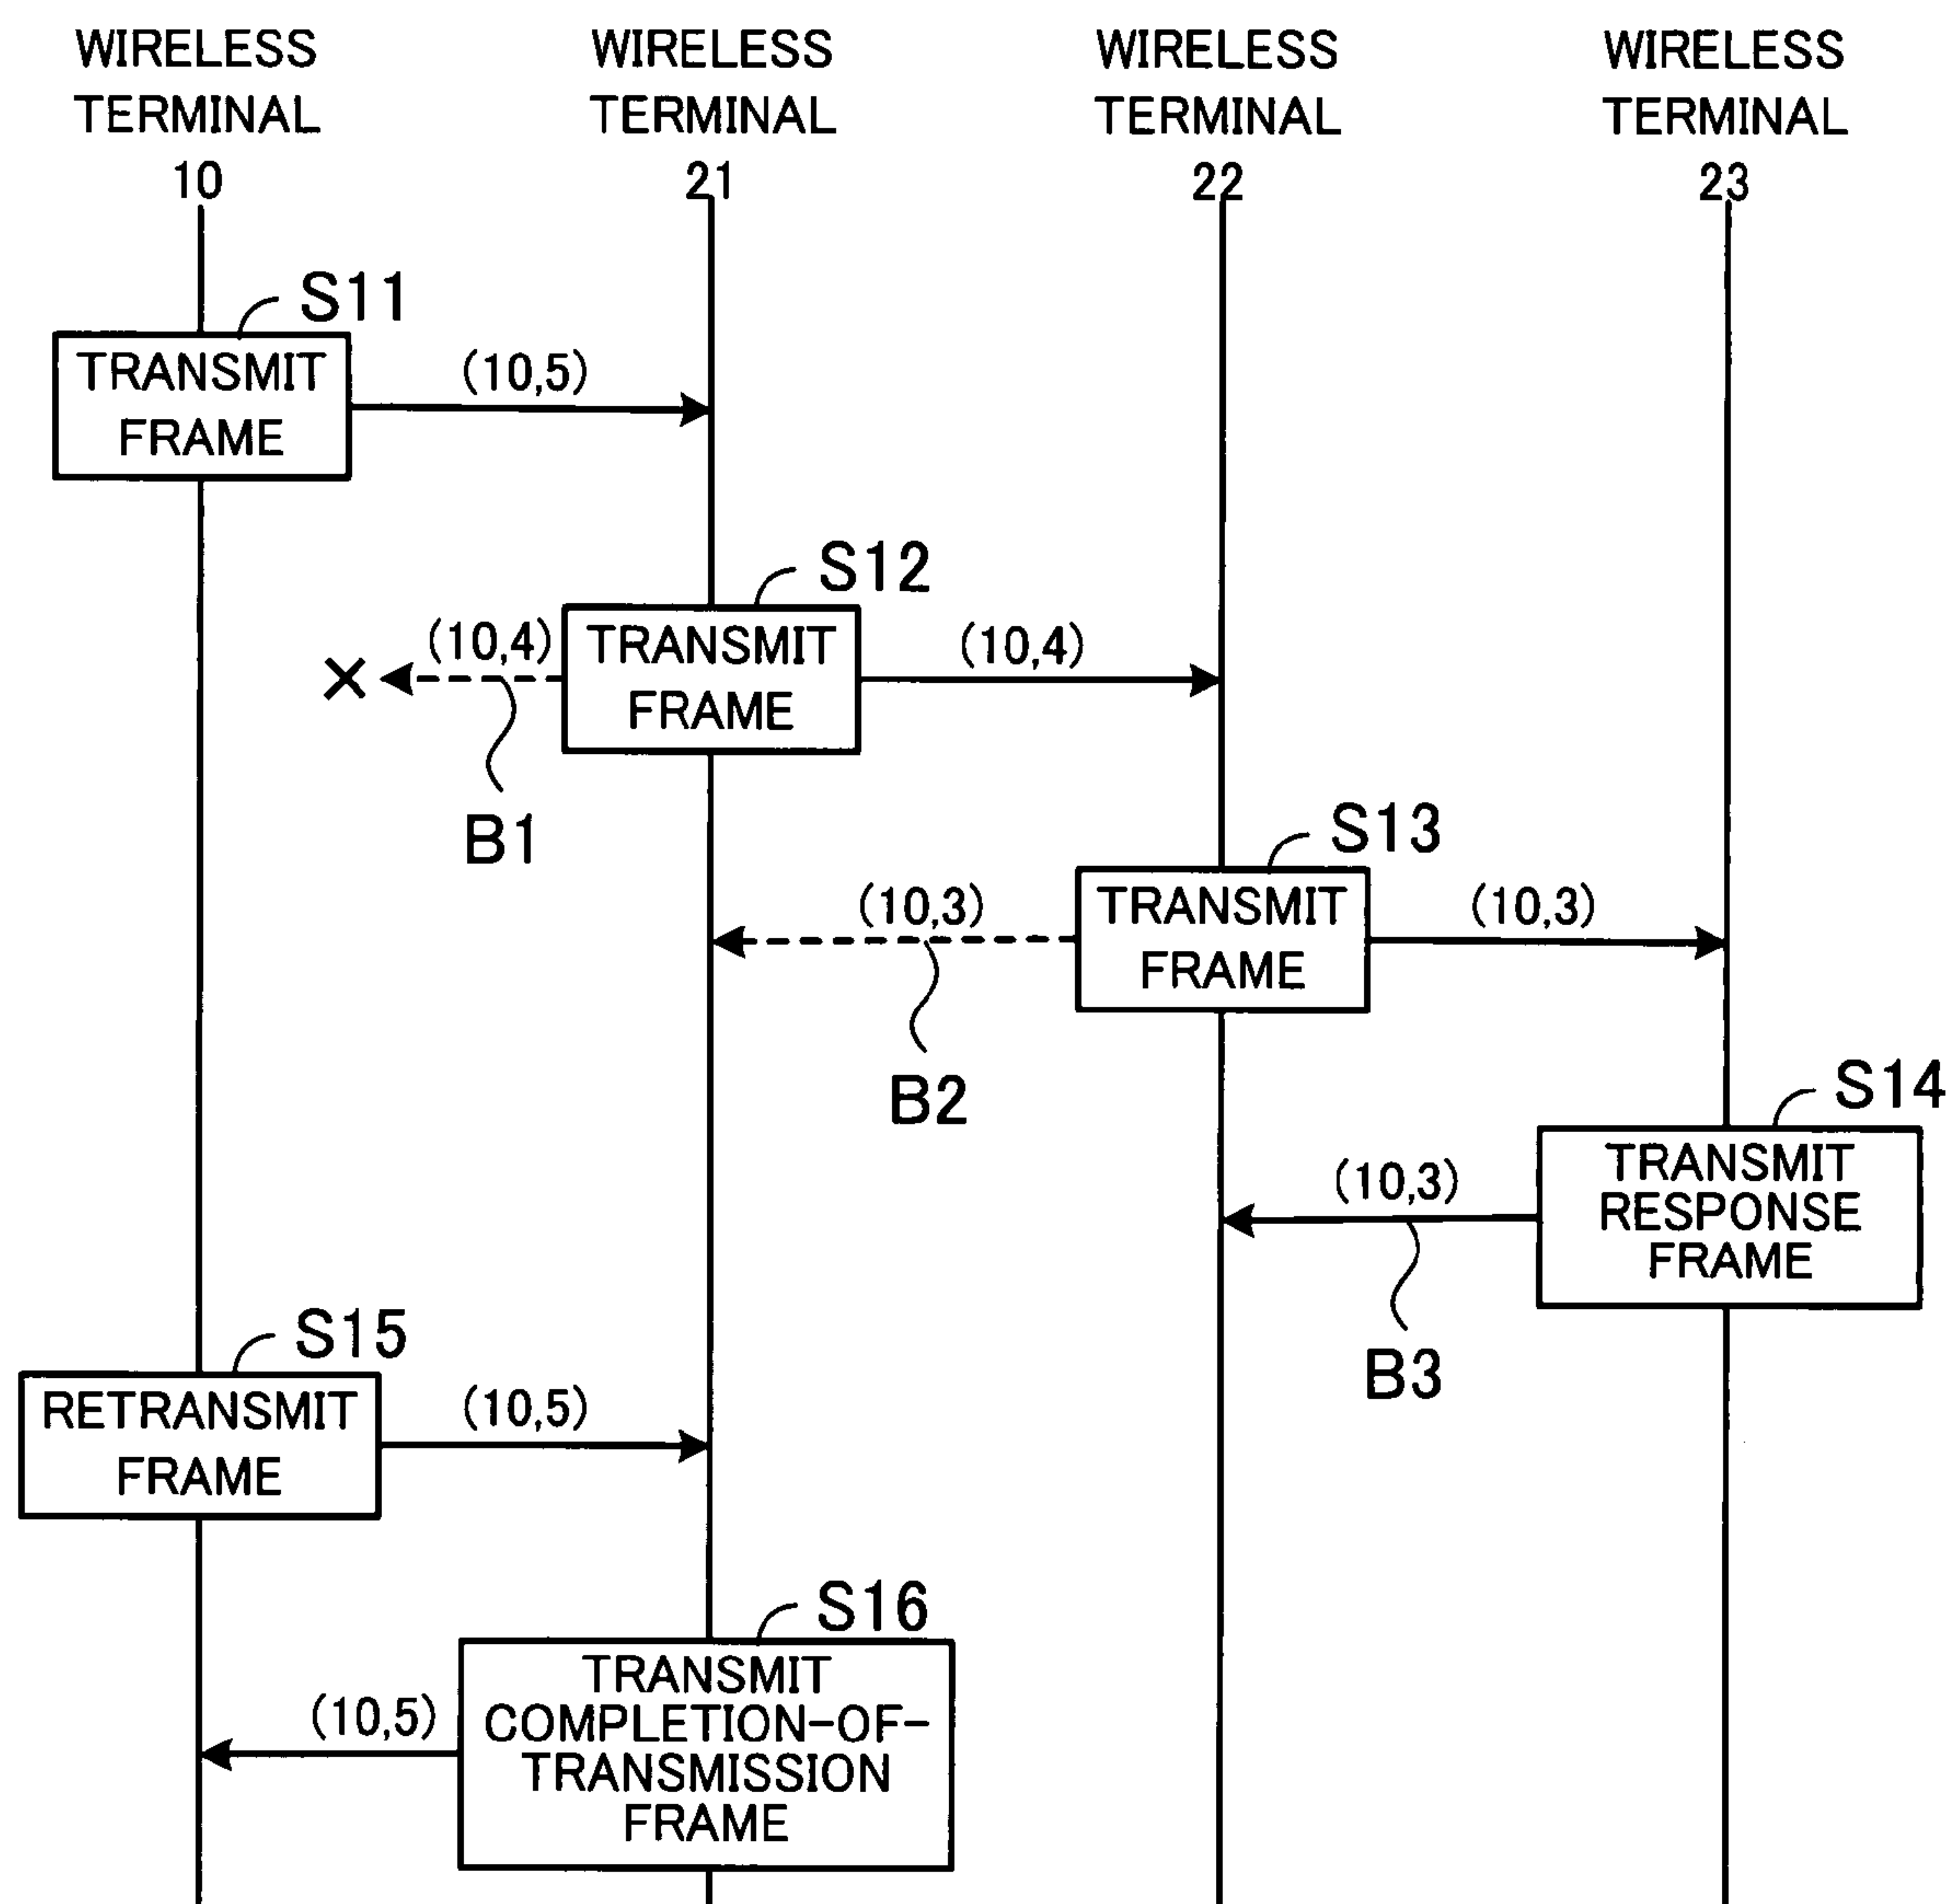 WIRELESS TERMINAL 10
WIRELESS TERMINAL 21
WIRELESS TERMINAL 22
WIRELESS TERMINAL 23
S11
TRANSMIT
FRAME
(10,5)
S12
(10,4)
TRANSMIT
FRAME
(10,4)
B1
S13
(10,3)
TRANSMIT
FRAME
(10,3)
B2
S14
(10,3)
TRANSMIT
RESPONSE
FRAME
B3
S15
RETRANSMIT
FRAME
(10,5)
S16
(10,5)
TRANSMIT
COMPLETION-OF-
TRANSMISSION
FRAME